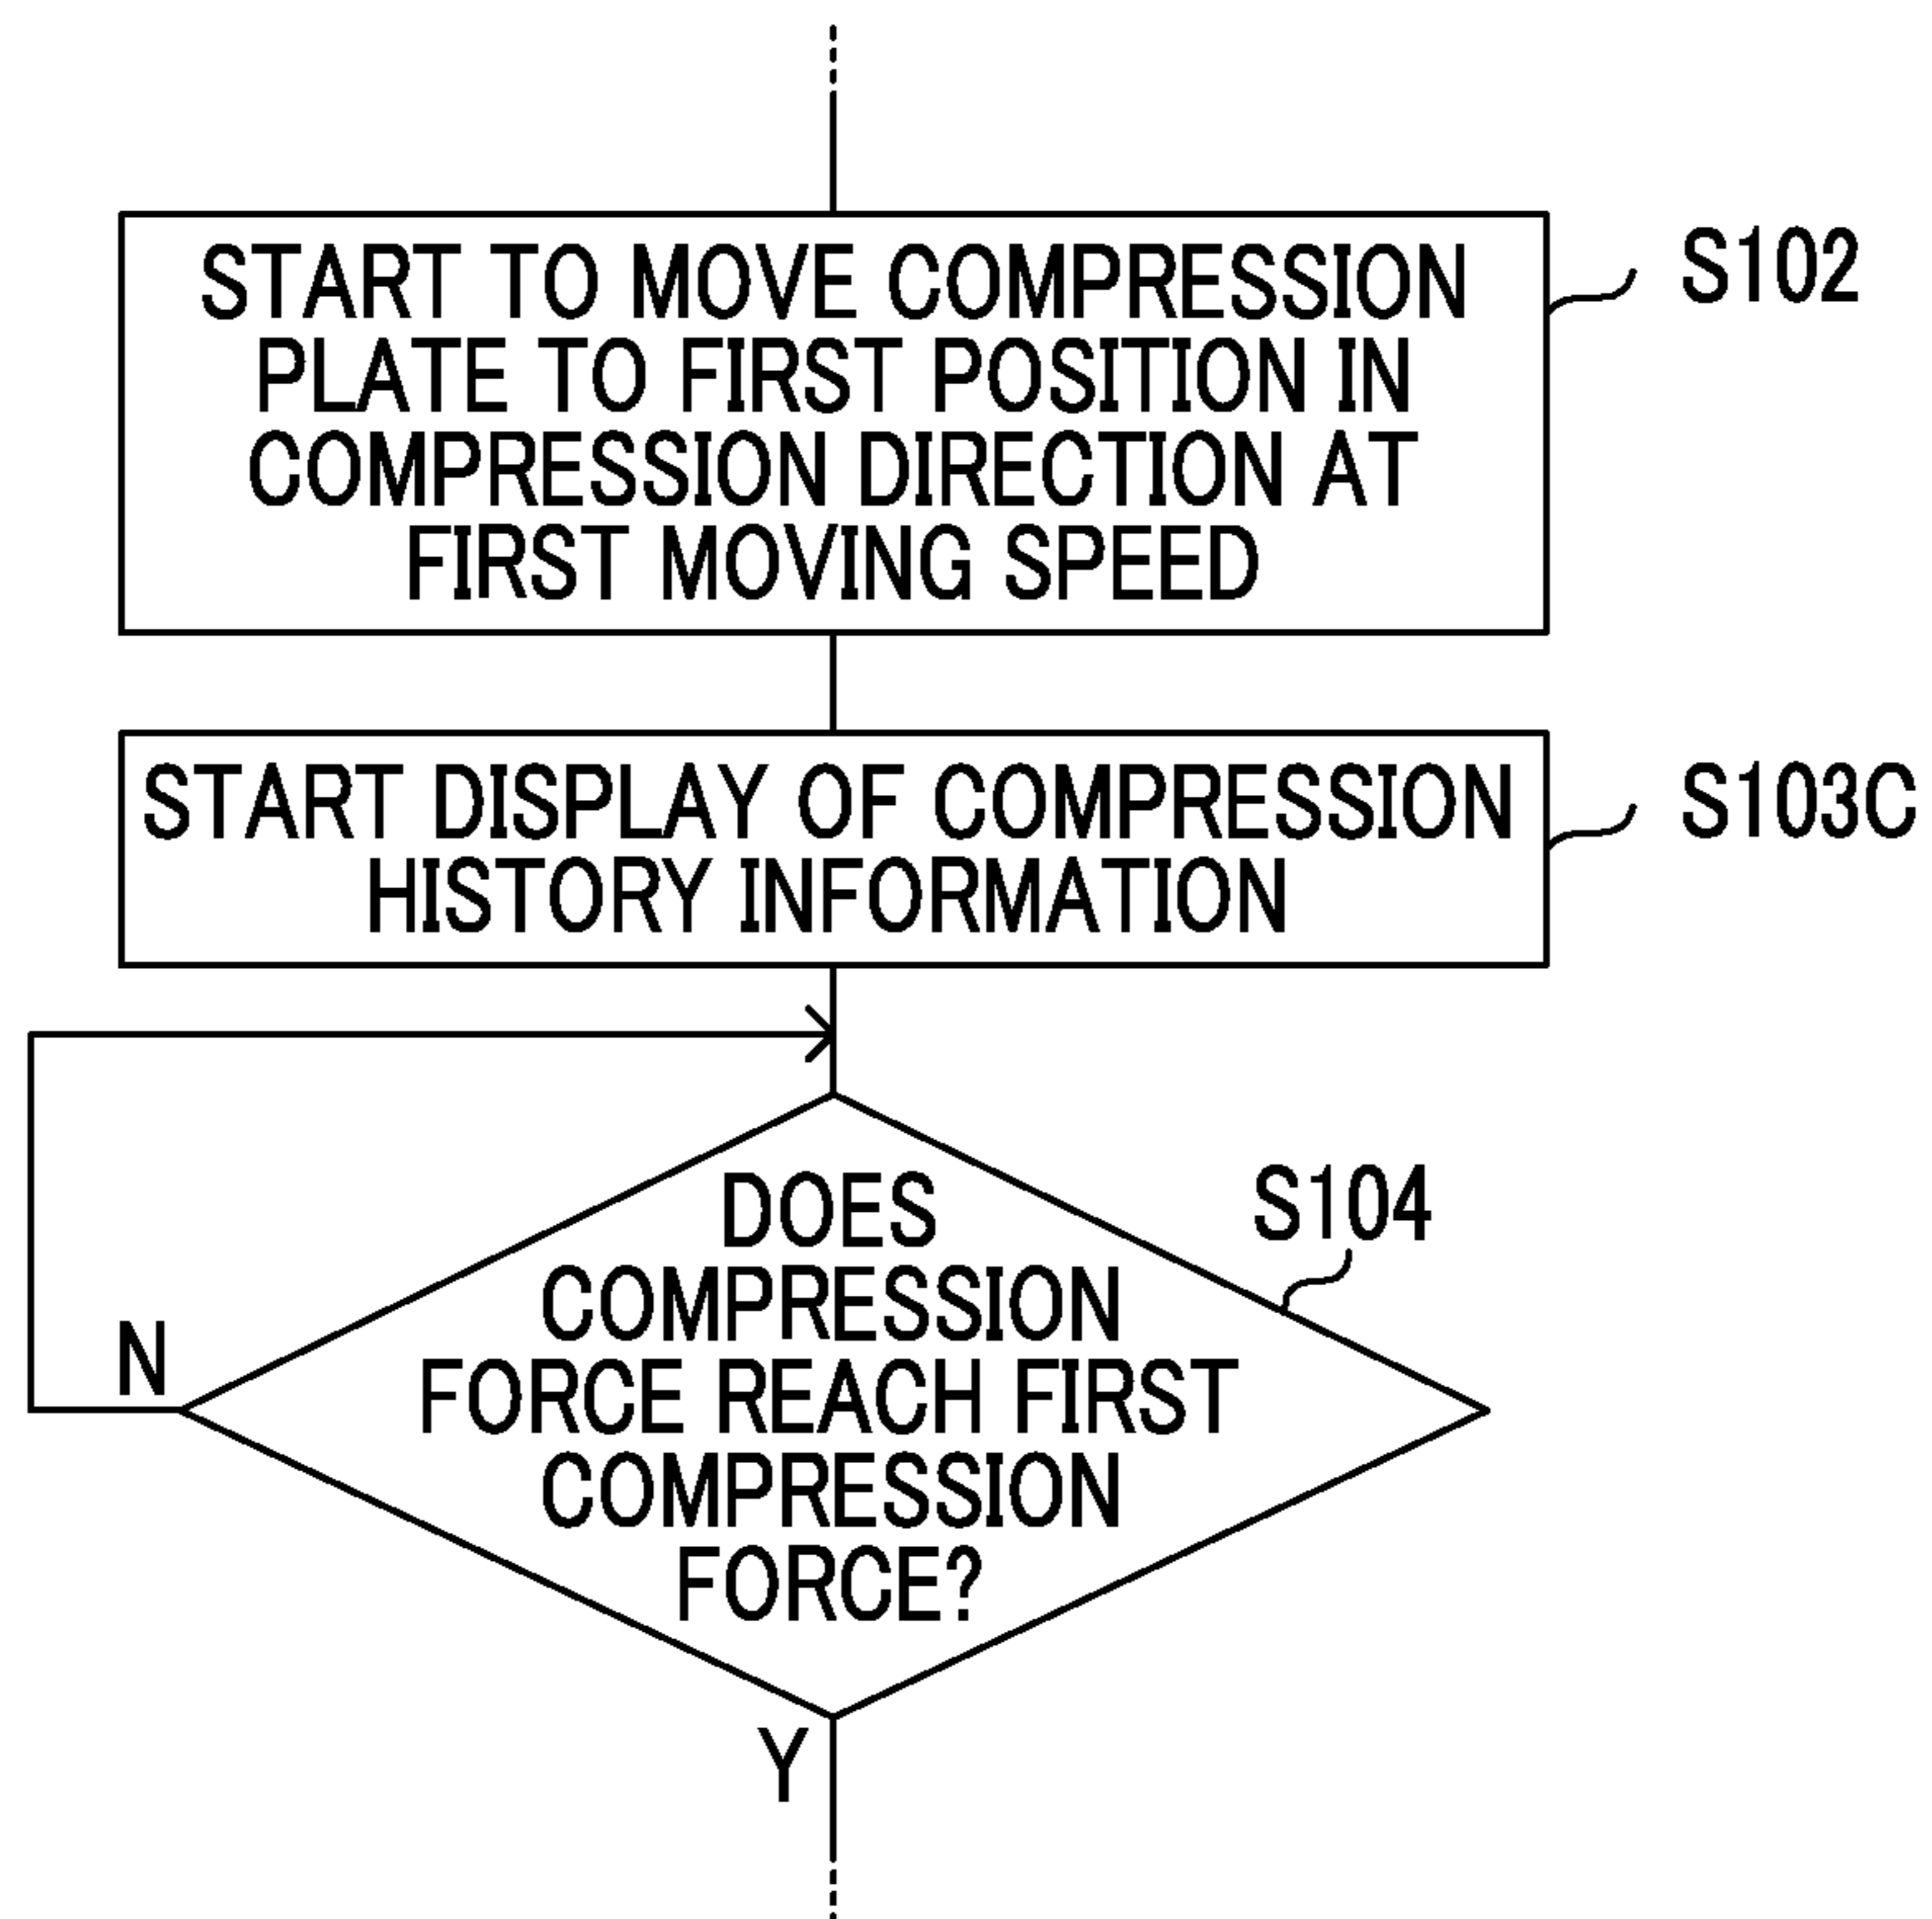 START TO MOVE COMPRESSION
PLATE TO FIRST POSITION IN
COMPRESSION DIRECTION AT
FIRST MOVING SPEED
S102
START DISPLAY OF COMPRESSION
HISTORY INFORMATION
S103C
DOES
COMPRESSION
FORCE REACH FIRST
COMPRESSION
FORCE?
S104
N
Y